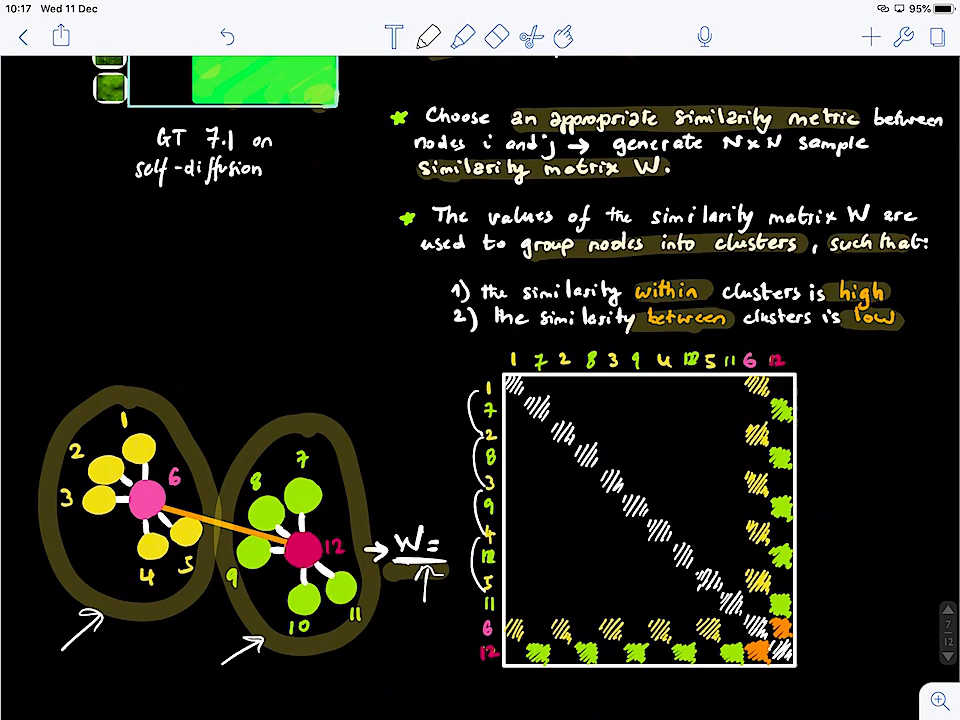 10:17 Wed 11 Dec
95%
T
GT 7.1 on
self-diffusion
* Choose an appropriate similarity metric between
nodes i and j → generate N×N sample
similarity matrix W.
* The values of the similarity matrix W are
used to group nodes into clusters, such that:
1) the similarity within clusters is high
2) the similarity between clusters is low
1 7 2 8 3 9 4 10 5 11 6 12
1
7
2
8
3
9
4
10
5
11
6
12
1
2
3
4
5
6
7
8
9
10
11
12
→ W=
7
12